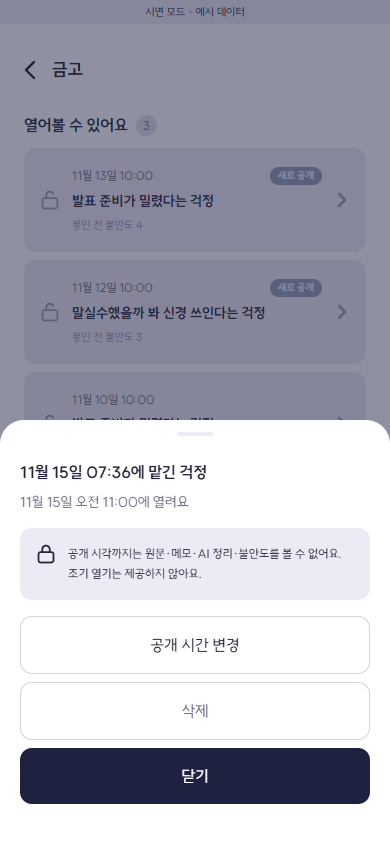 시연 모드 · 예시 데이터
금고
열어볼 수 있어요 3
11월 13일 10:00 새로 공개
발표 준비가 밀렸다는 걱정
봉인 전 불안도 4
11월 12일 10:00 새로 공개
말실수했을까 봐 신경 쓰인다는 걱정
봉인 전 불안도 3
11월 10일 10:00
11월 15일 07:36에 맡긴 걱정
11월 15일 오전 11:00에 열려요
공개 시각까지는 원문·메모·AI 정리·불안도를 볼 수 없어요.
조기 열기는 제공하지 않아요.
공개 시간 변경
삭제
닫기